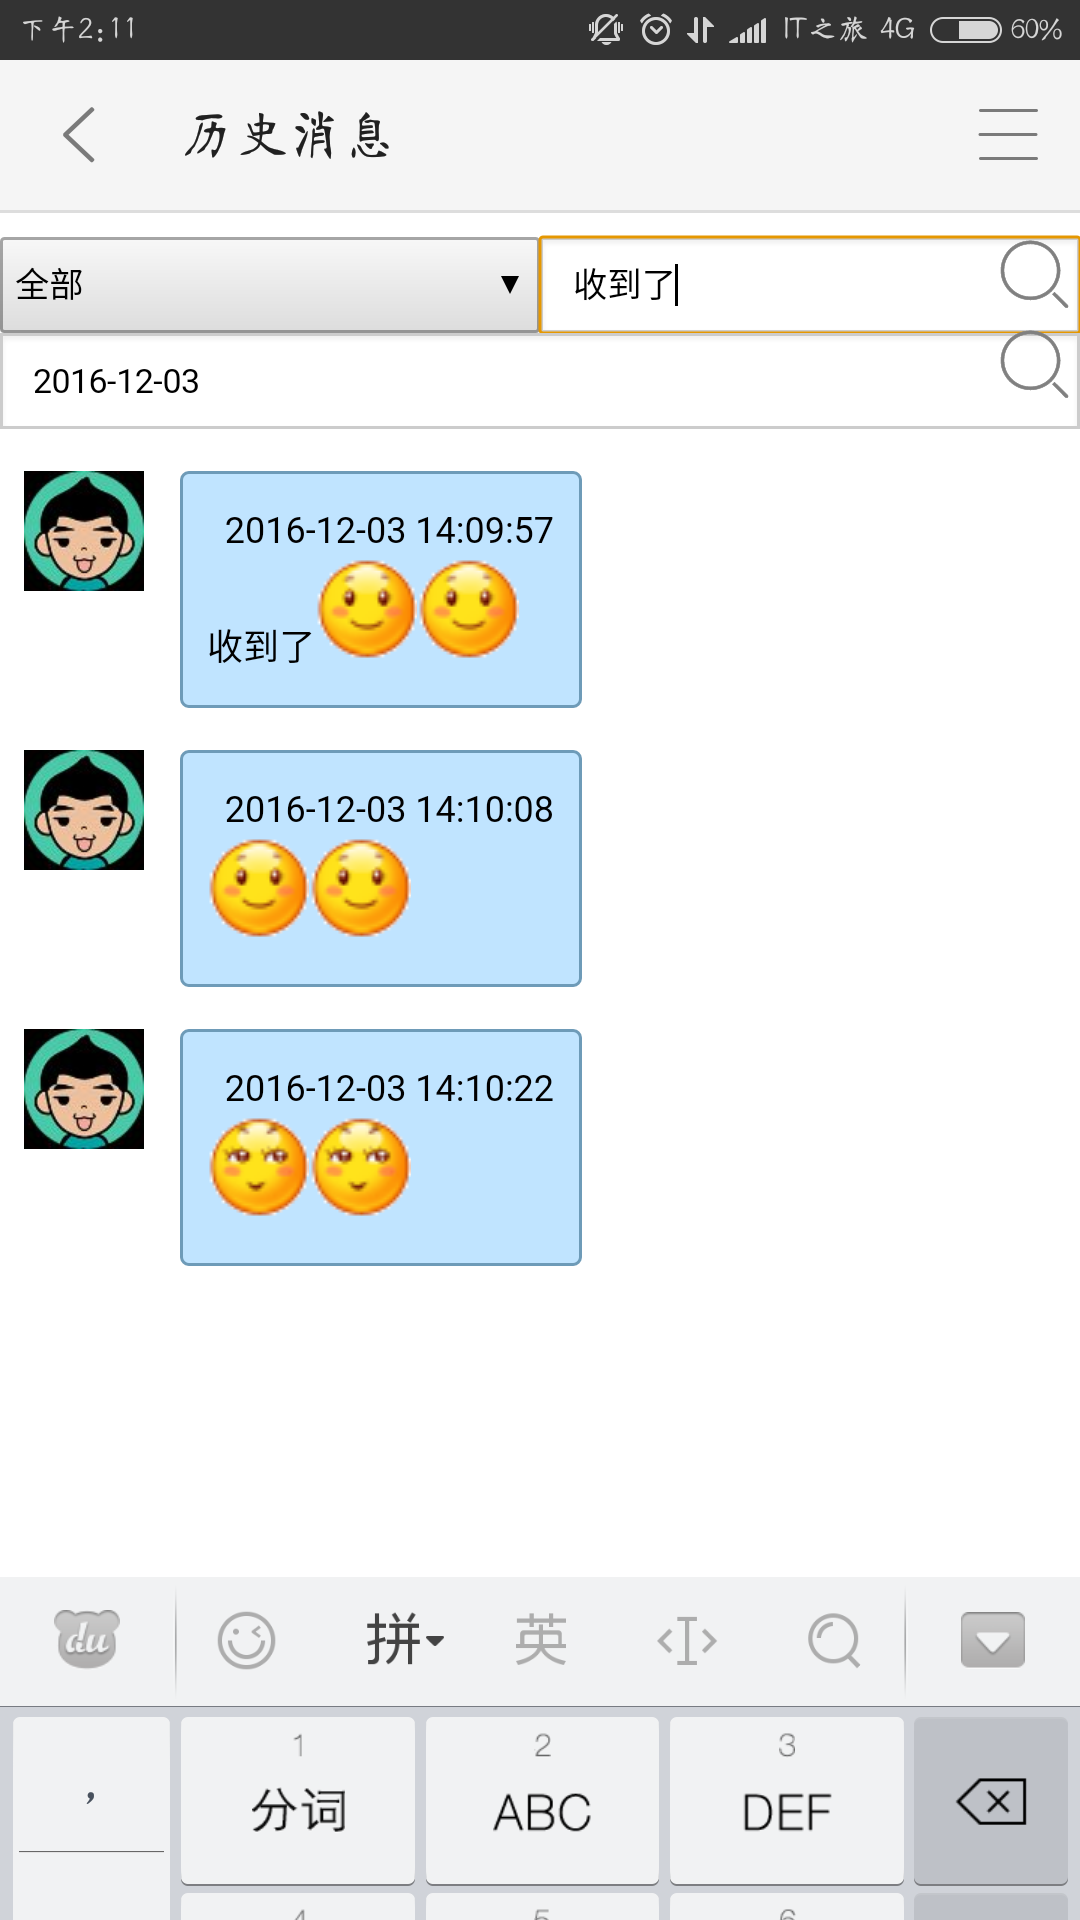 下午2:11 IT之旅 4G 60%
历史消息
全部 ▼ 收到了
2016-12-03
2016-12-03 14:09:57
收到了
2016-12-03 14:10:08
2016-12-03 14:10:22
du 拼 英
, 1 分词 2 ABC 3 DEF
4 5 6